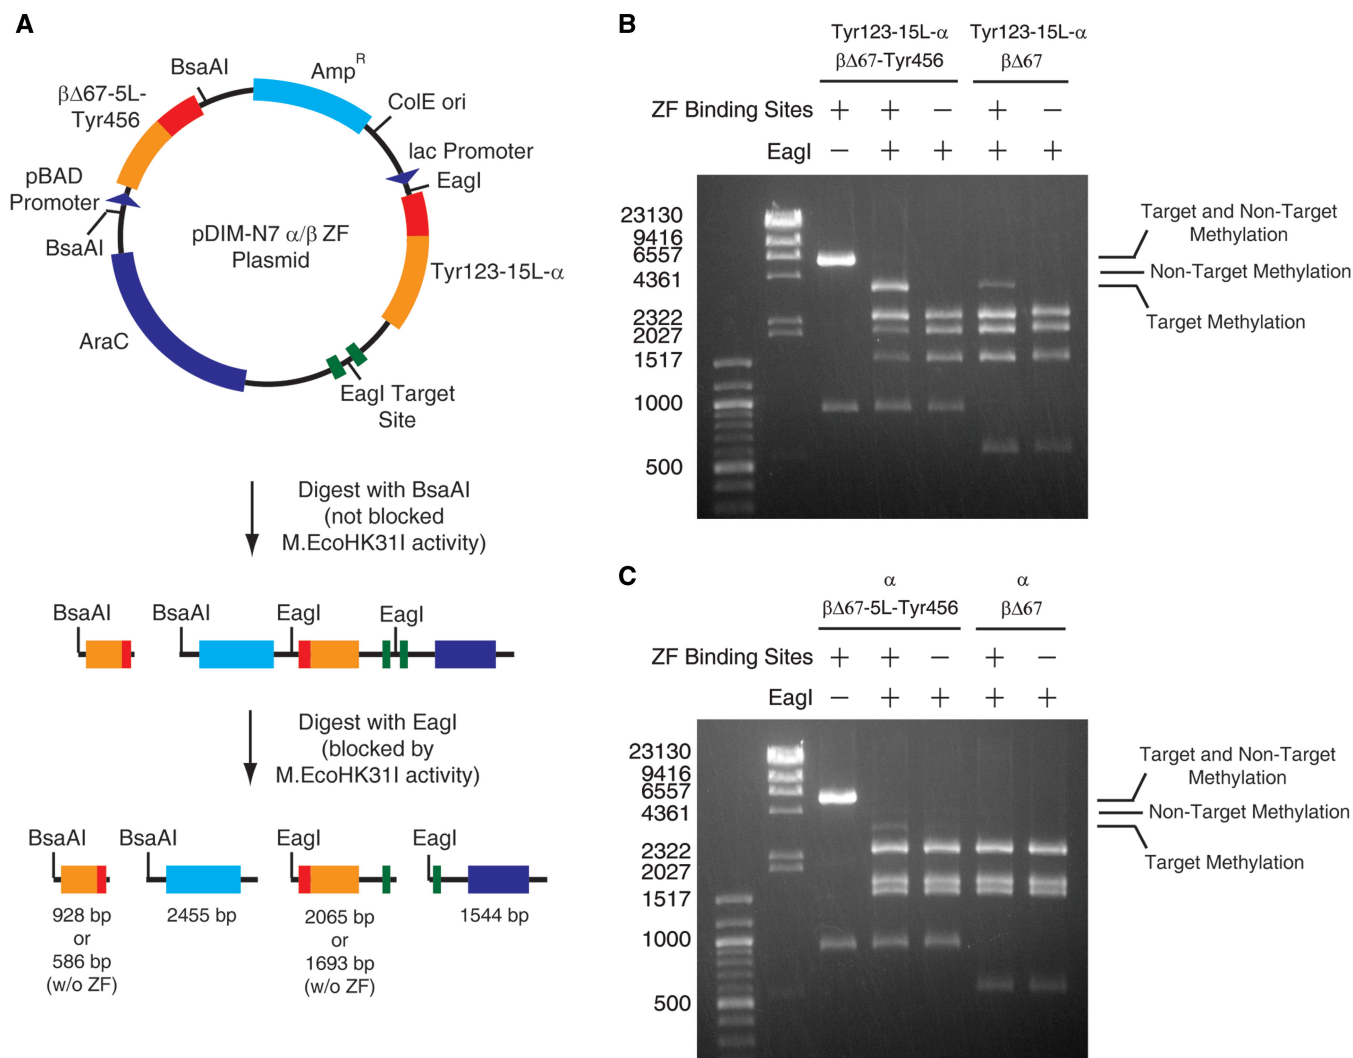 A
BsaAI
Amp^R
βΔ67-5L-
Tyr456
ColE ori
lac Promoter
EagI
pBAD
Promoter
BsaAI
pDIM-N7 α/β ZF
Plasmid
Tyr123-15L-α
AraC
EagI Target
Site
Digest with BsaAI
(not blocked
M.EcoHK31I activity)
BsaAI
BsaAI
EagI
EagI
Digest with EagI
(blocked by
M.EcoHK31I activity)
BsaAI
BsaAI
EagI
EagI
928 bp
or
586 bp
(w/o ZF)
2455 bp
2065 bp
or
1693 bp
(w/o ZF)
1544 bp
B
Tyr123-15L-α
βΔ67-Tyr456
Tyr123-15L-α
βΔ67
ZF Binding Sites + + − + −
EagI − + + + +
23130
9416
6557
4361
2322
2027
1517
1000
500
Target and Non-Target
Methylation
Non-Target Methylation
Target Methylation
C
α
βΔ67-5L-Tyr456
α
βΔ67
ZF Binding Sites + + − + −
EagI − + + + +
23130
9416
6557
4361
2322
2027
1517
1000
500
Target and Non-Target
Methylation
Non-Target Methylation
Target Methylation